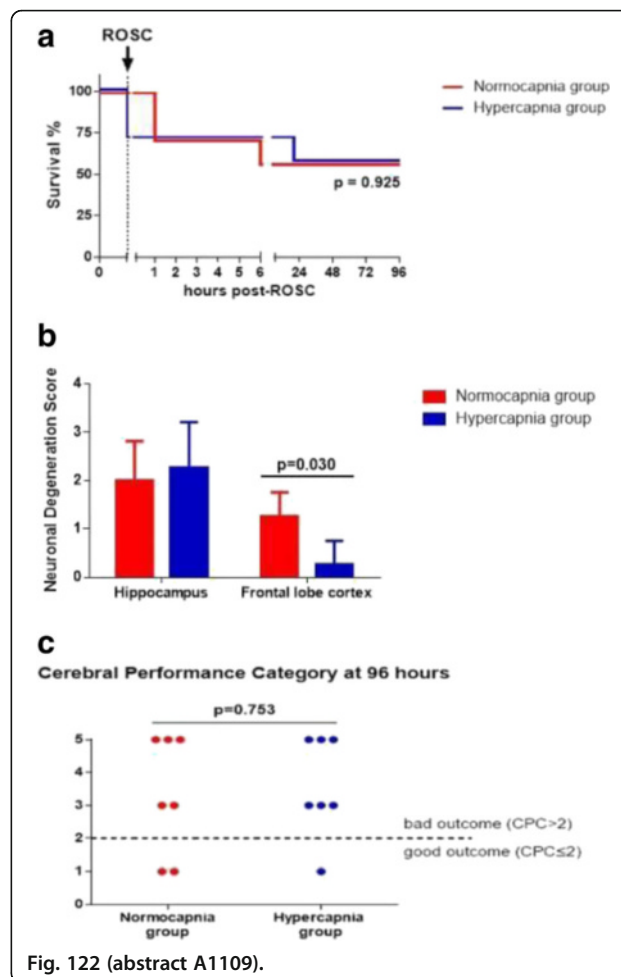 a
ROSC
Normocapnia group
Hypercapnia group
100
75
50
25
0
Survival %
p = 0.925
0 1 2 3 4 5 6 24 48 72 96
hours post-ROSC
b
4
3
2
1
0
Neuronal Degeneration Score
Normocapnia group
Hypercapnia group
p=0.030
Hippocampus Frontal lobe cortex
c
Cerebral Performance Category at 96 hours
p=0.753
5
4
3
2
1
0
bad outcome (CPC>2)
good outcome (CPC≤2)
Normocapnia Hypercapnia
group group
Fig. 122 (abstract A1109).